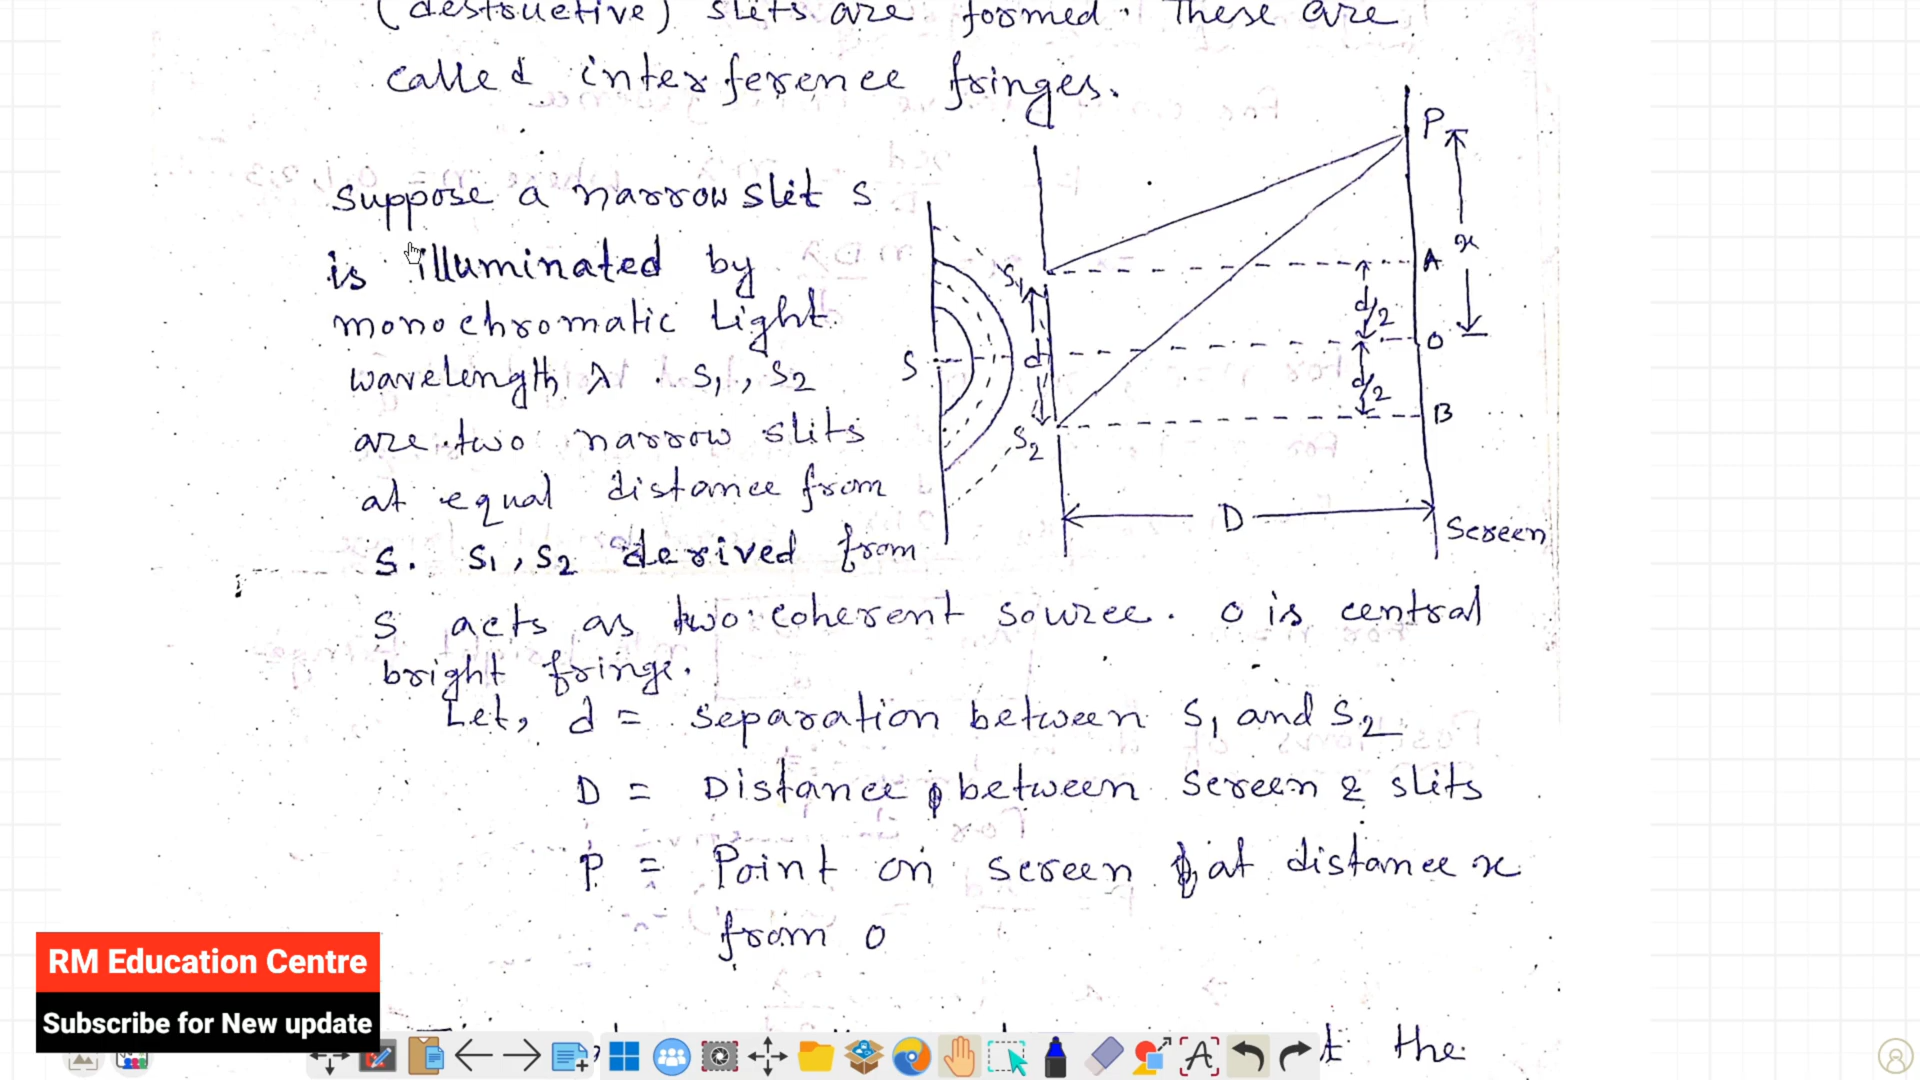 (destructive) slits are formed. These are
called interference fringes.
Suppose a narrow slit S
is illuminated by
monochromatic light
wavelength λ. S1, S2
are two narrow slits
at equal distance from
S. S1, S2 derived from
S acts as two coherent source. O is central
bright fringe.
Let, d = separation between S1 and S2
D = Distance between screen & slits
P = Point on screen at distance x
from O
the
P
x
A
S1
d/2
O
S
d
d/2
B
S2
D
Screen
RM Education Centre
Subscribe for New update